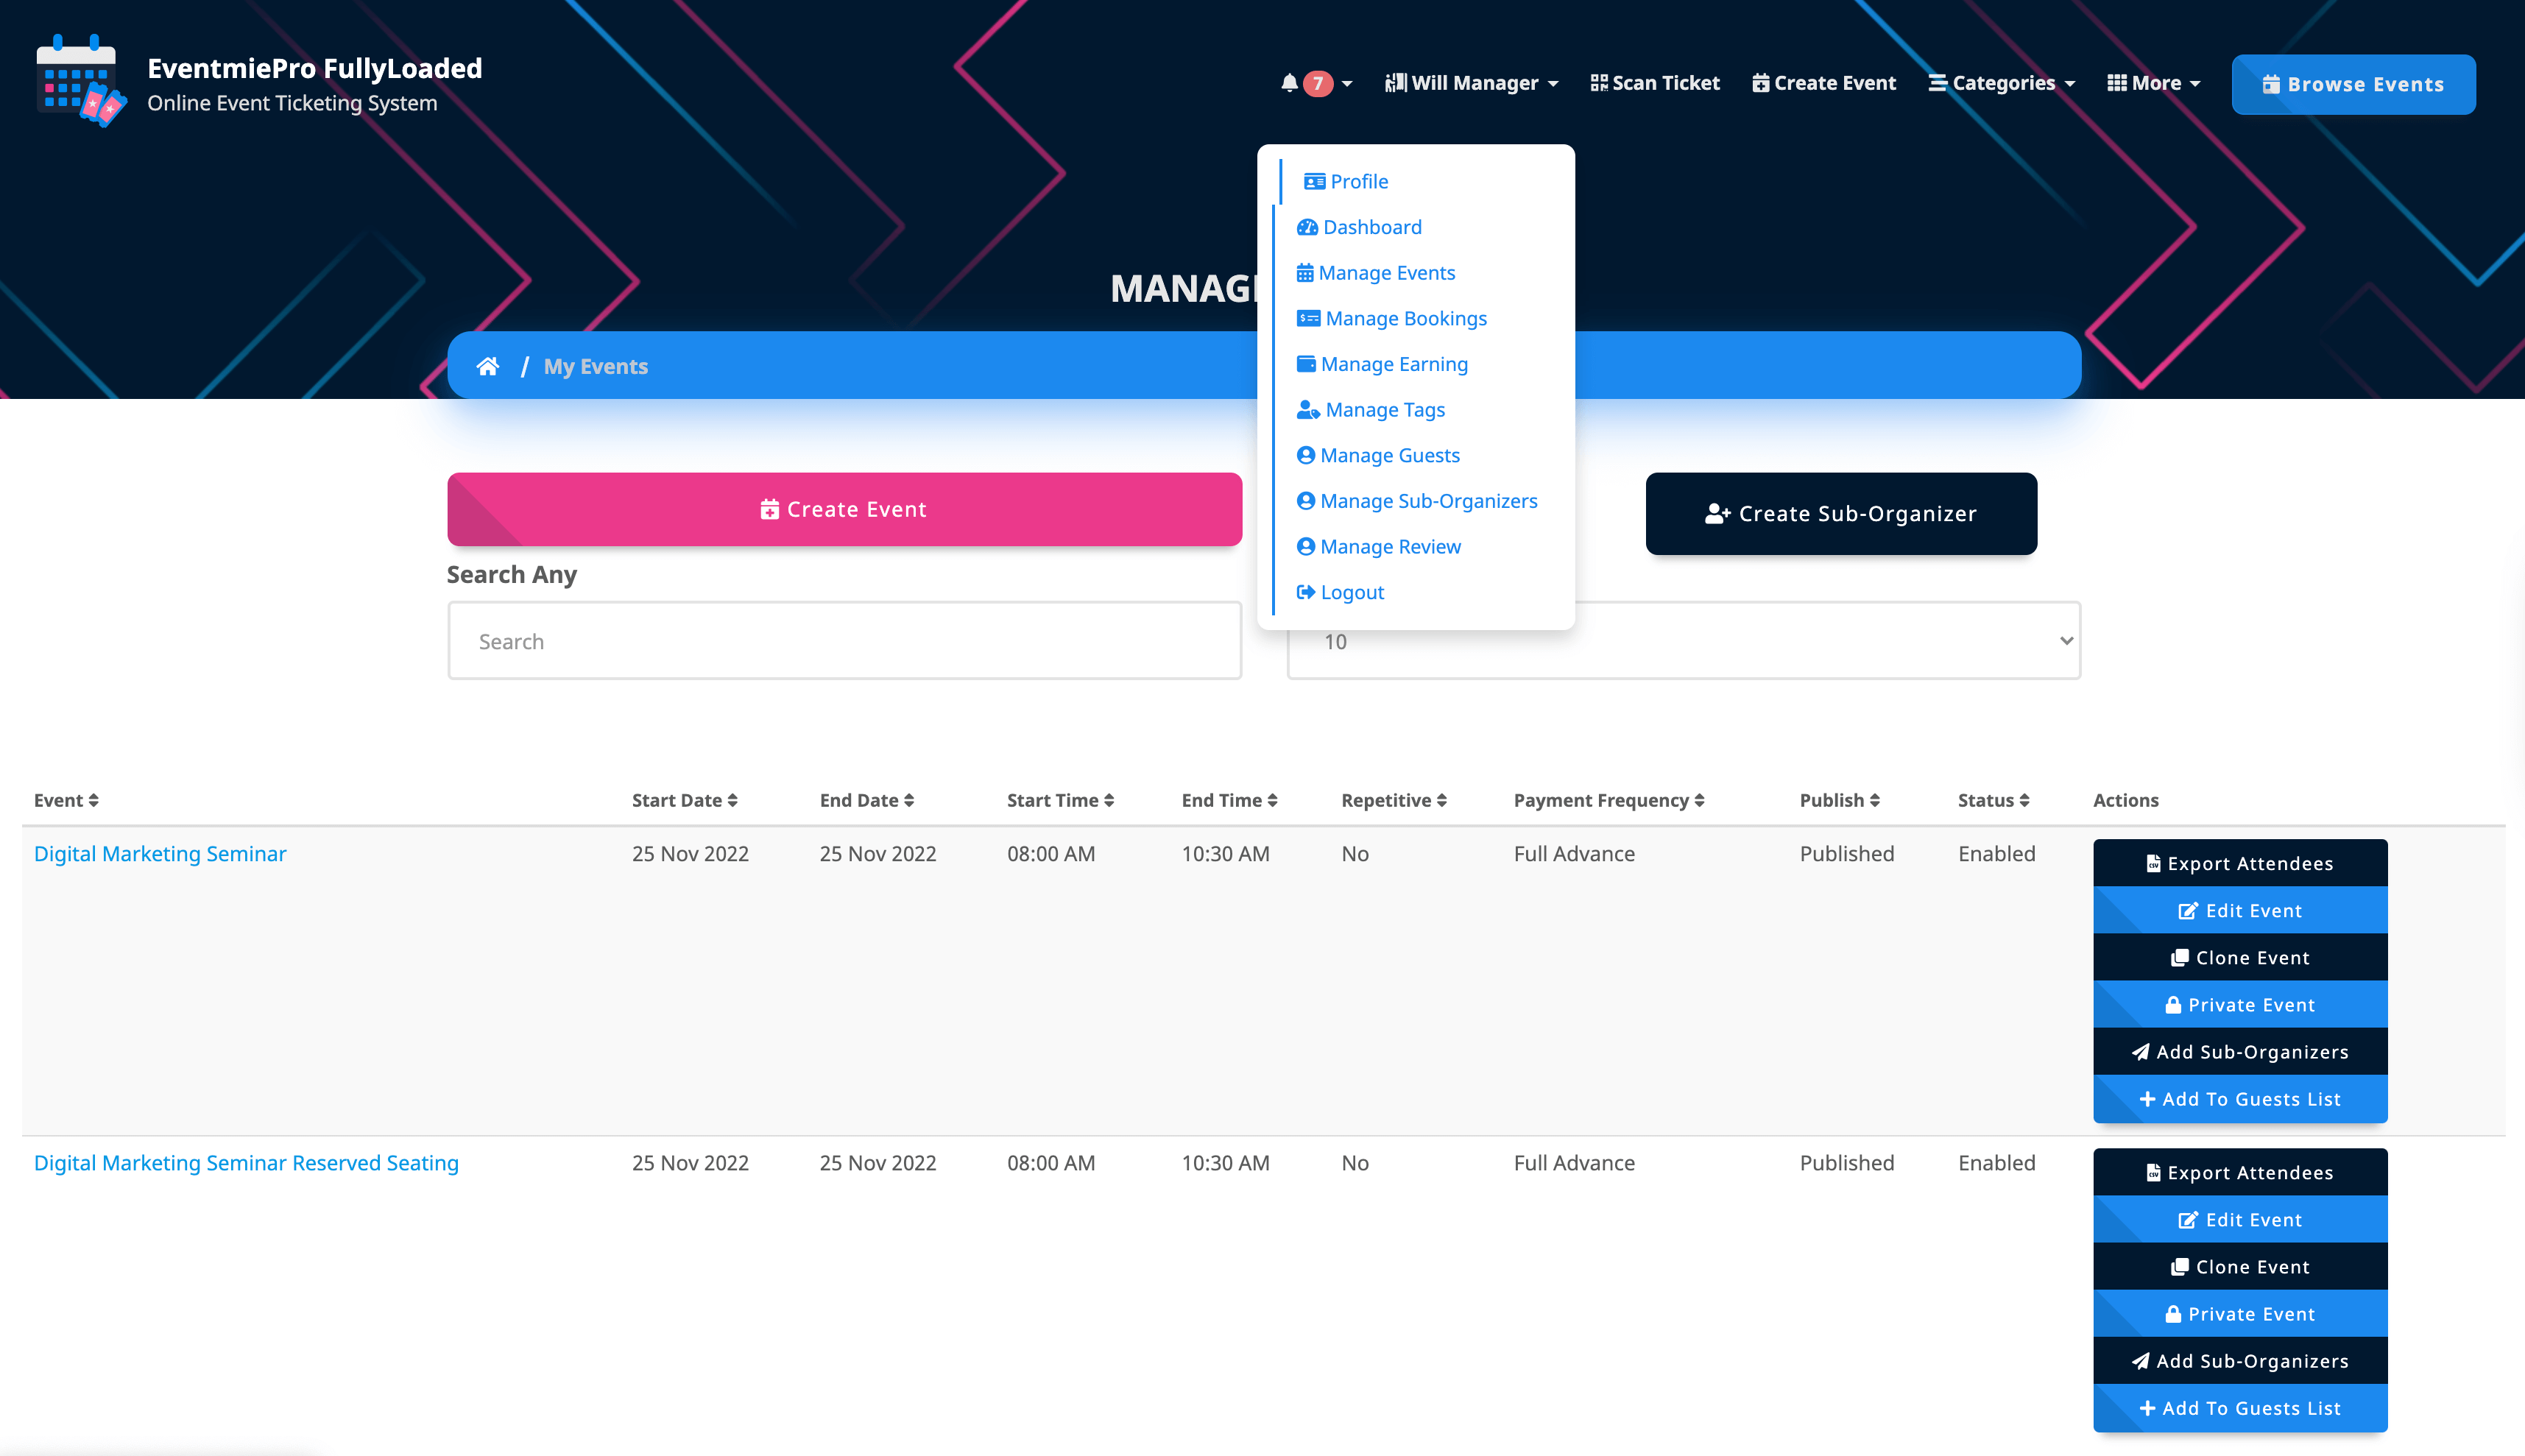 EventmiePro FullyLoaded
Online Event Ticketing System
7
Will Manager
Scan Ticket
Create Event
Categories
More
Browse Events
Profile
Dashboard
Manage Events
Manage Bookings
Manage Earning
Manage Tags
Manage Guests
Manage Sub-Organizers
Manage Review
Logout
/ My Events
Create Event
Create Sub-Organizer
Search Any
Search
10
Event Start Date End Date Start Time End Time Repetitive Payment Frequency Publish Status Actions
Digital Marketing Seminar 25 Nov 2022 25 Nov 2022 08:00 AM 10:30 AM No Full Advance Published Enabled
Export Attendees
Edit Event
Clone Event
Private Event
Add Sub-Organizers
Add To Guests List
Digital Marketing Seminar Reserved Seating 25 Nov 2022 25 Nov 2022 08:00 AM 10:30 AM No Full Advance Published Enabled
Export Attendees
Edit Event
Clone Event
Private Event
Add Sub-Organizers
Add To Guests List